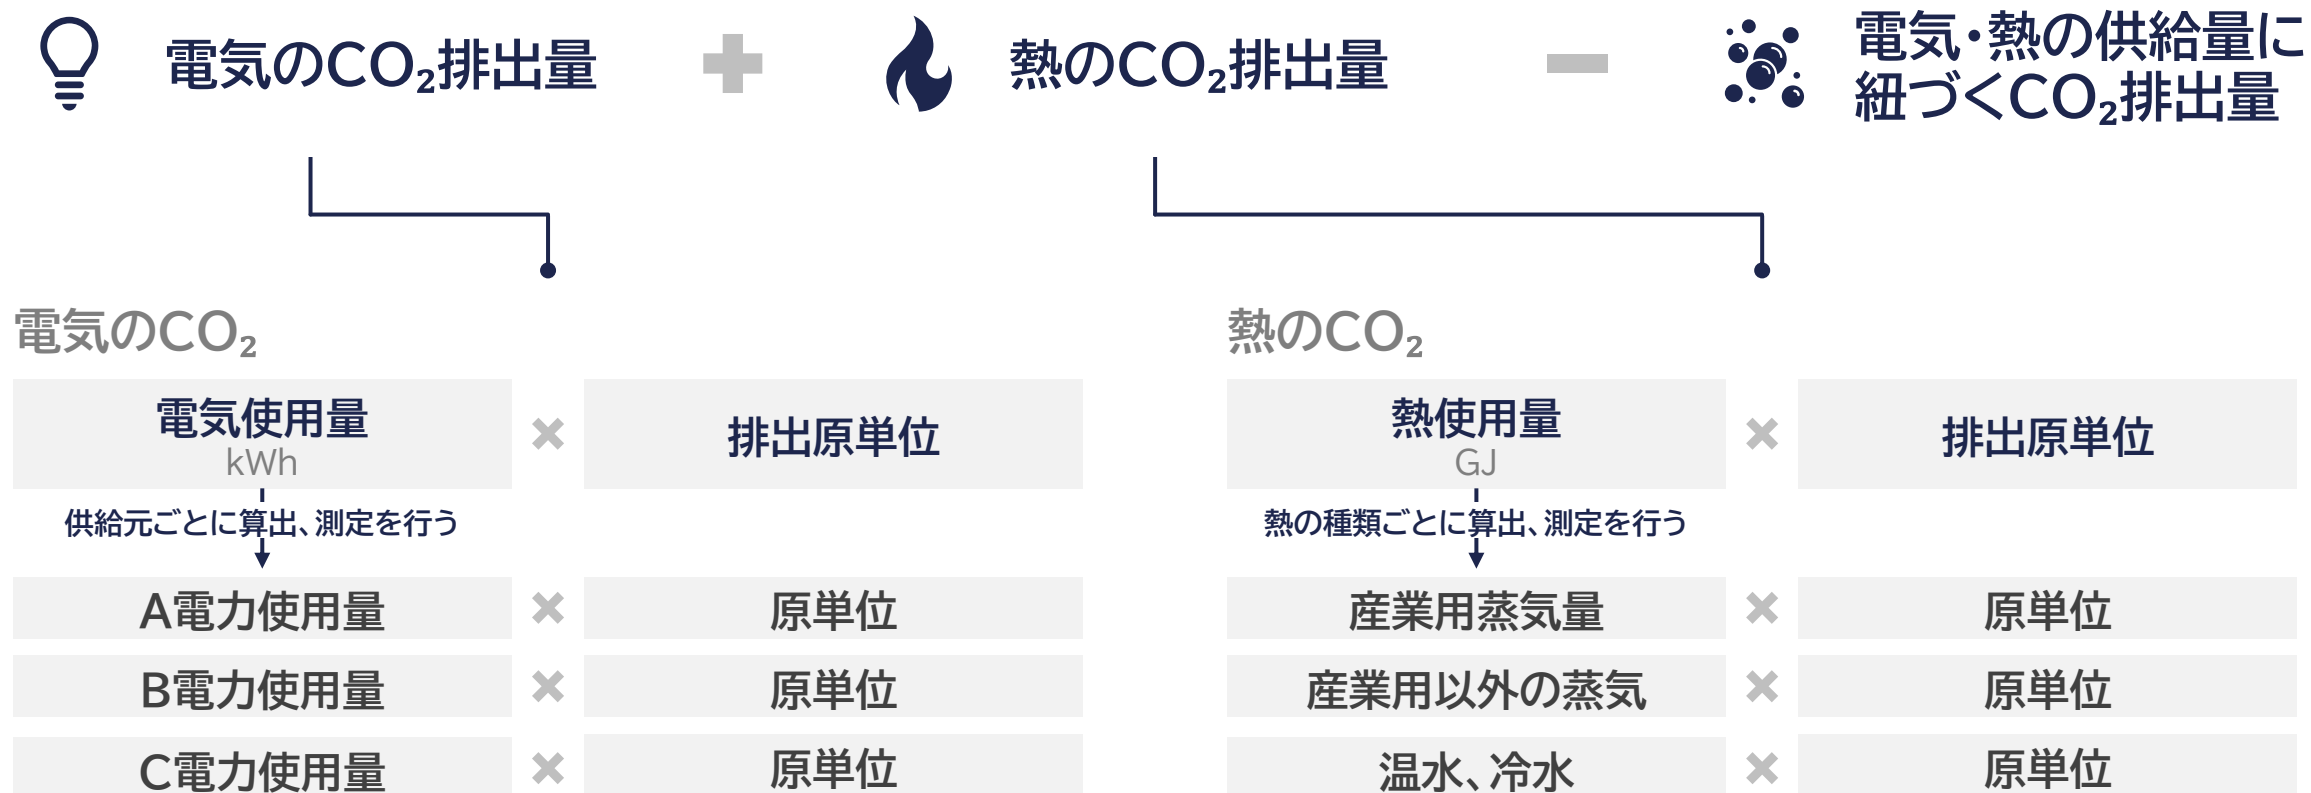 電気のCO₂排出量
熱のCO₂排出量
電気・熱の供給量に
紐づくCO₂排出量
電気のCO₂
電気使用量
kWh
排出原単位
供給元ごとに算出、測定を行う
A電力使用量
原単位
B電力使用量
原単位
C電力使用量
原単位
熱のCO₂
熱使用量
GJ
排出原単位
熱の種類ごとに算出、測定を行う
産業用蒸気量
原単位
産業用以外の蒸気
原単位
温水、冷水
原単位